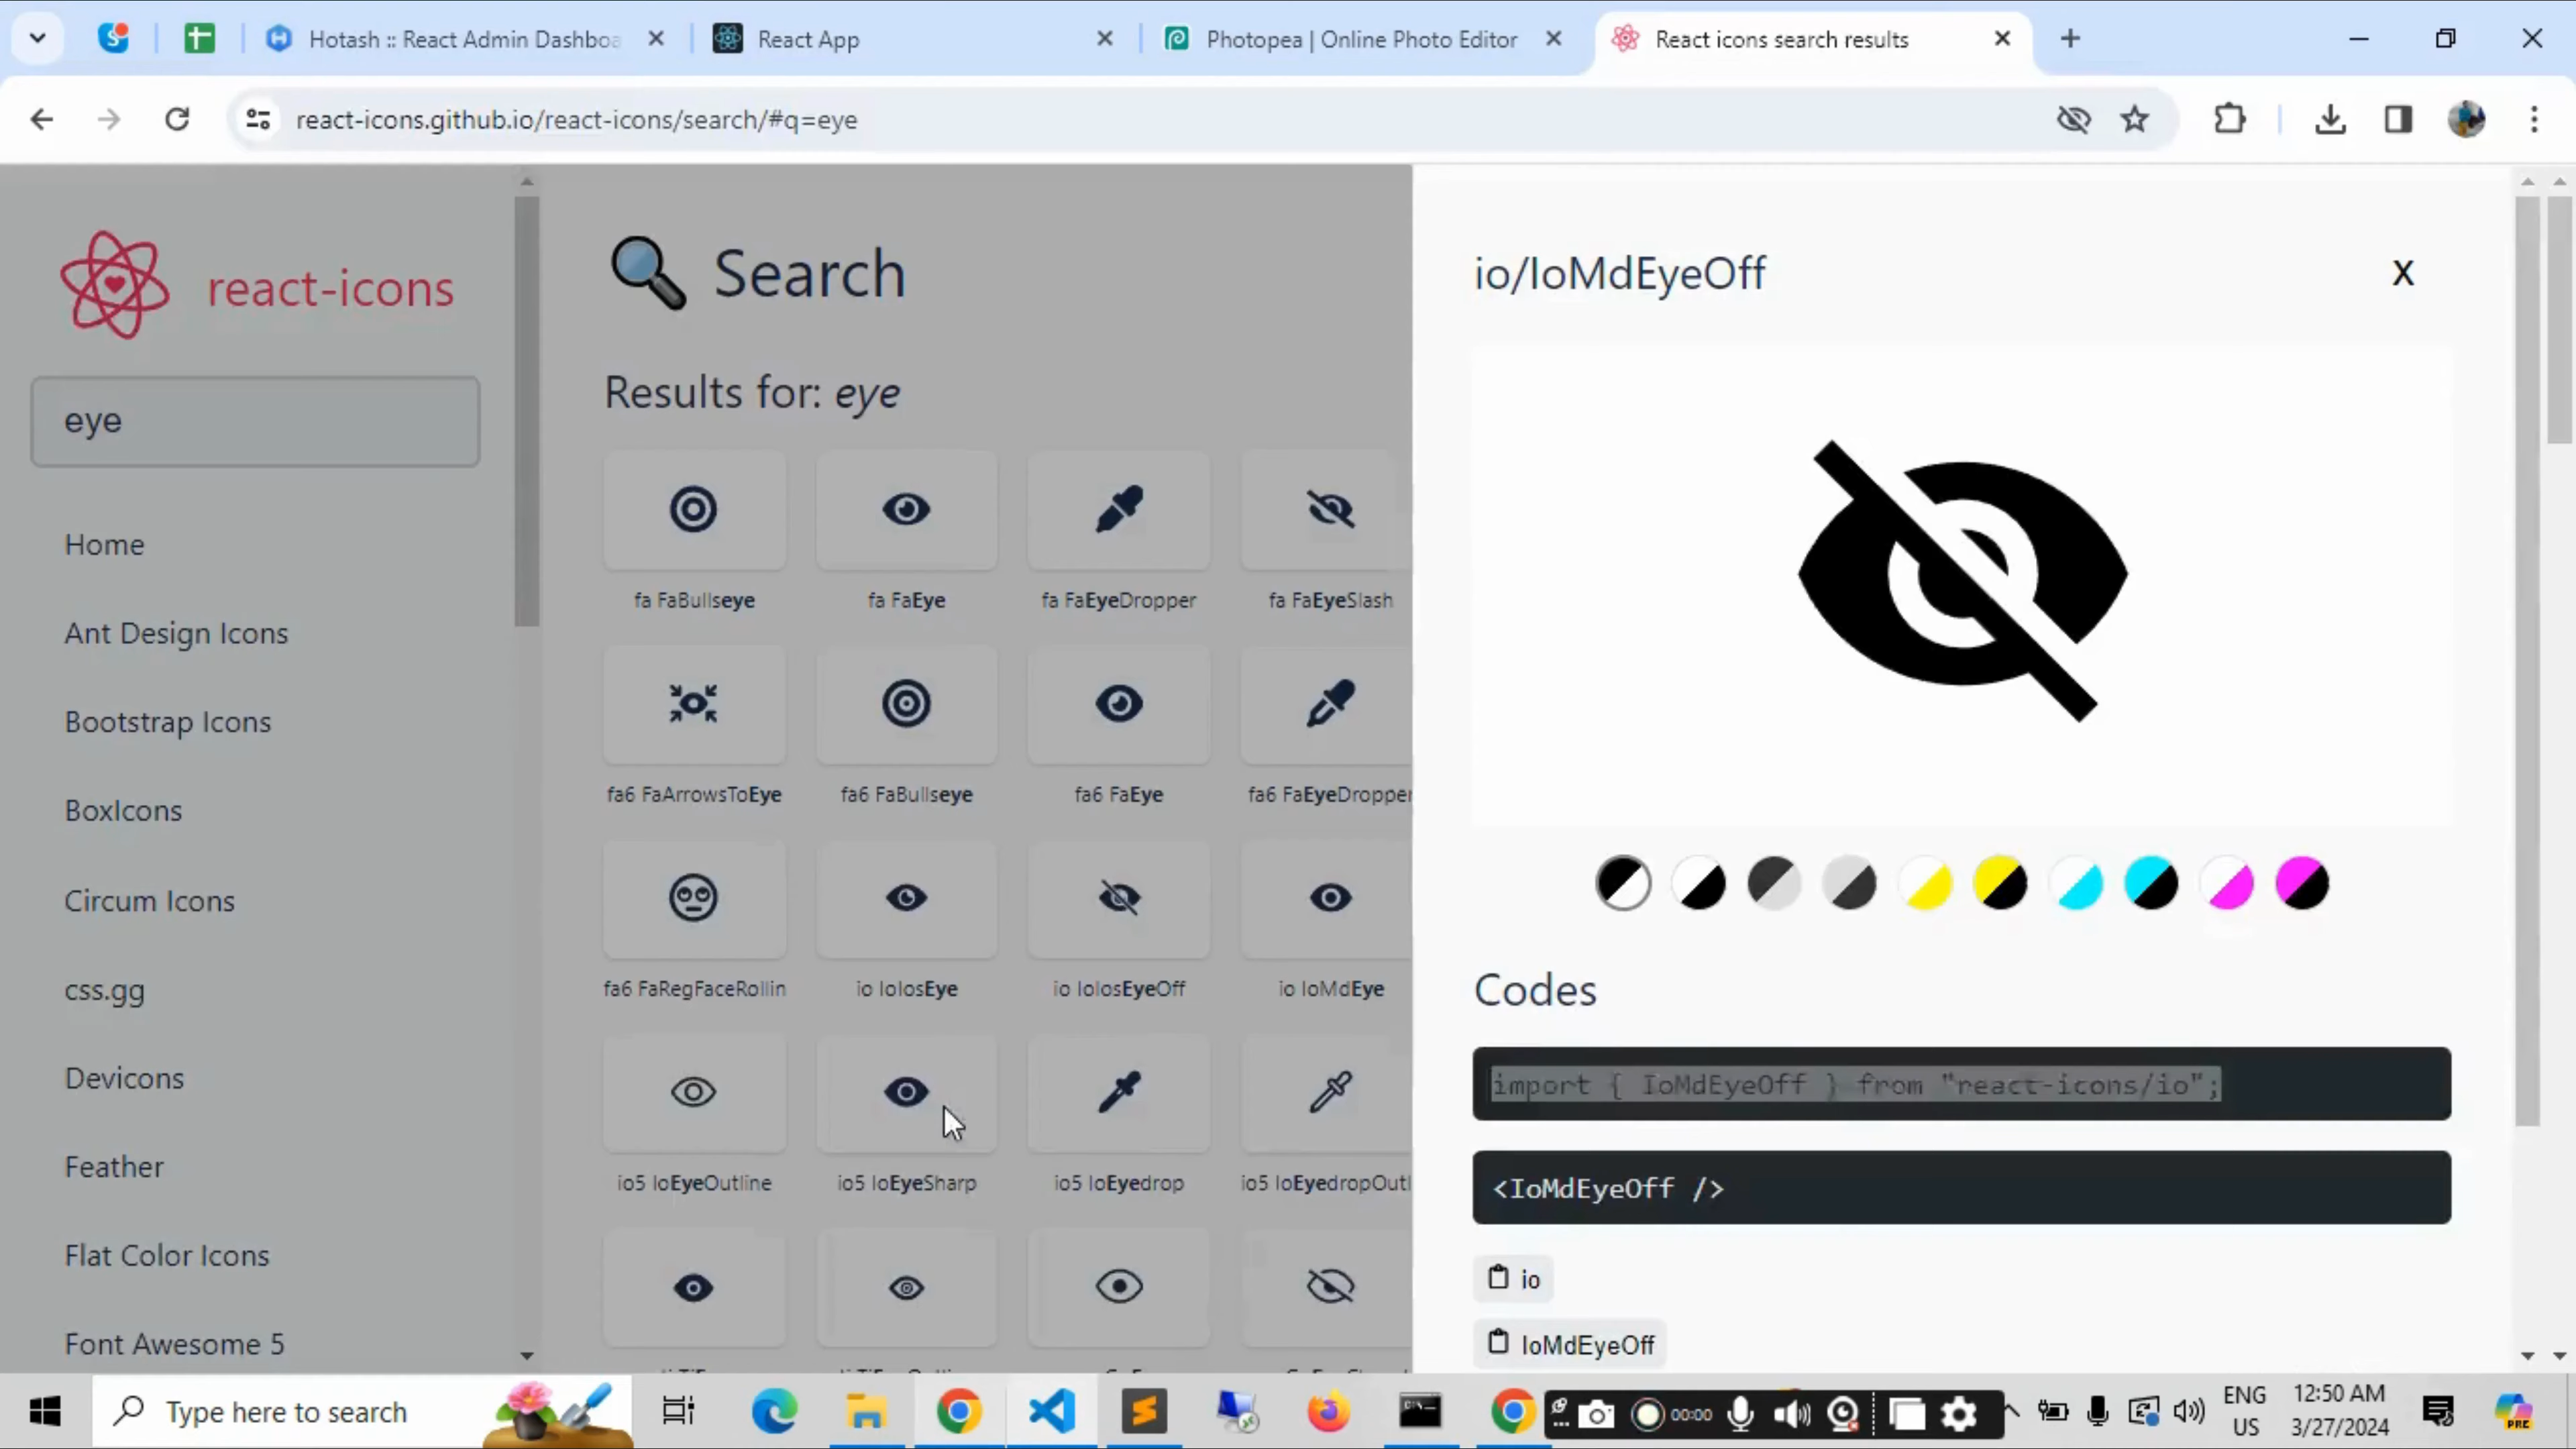 Hotash :: React Admin Dashboa
React App
Photopea | Online Photo Editor
React icons search results
react-icons.github.io/react-icons/search/#q=eye
react-icons
eye
Home
Ant Design Icons
Bootstrap Icons
BoxIcons
Circum Icons
css.gg
Devicons
Feather
Flat Color Icons
Font Awesome 5
Search
Results for: eye
fa FaBullseye
fa FaEye
fa FaEyeDropper
fa FaEyeSlash
fa6 FaArrowsToEye
fa6 FaBullseye
fa6 FaEye
fa6 FaEyeDropper
fa6 FaRegFaceRollin
io IoIosEye
io IoIosEyeOff
io IoMdEye
io5 IoEyeOutline
io5 IoEyeSharp
io5 IoEyedrop
io5 IoEyedropOutl
io/IoMdEyeOff
X
Codes
import { IoMdEyeOff } from "react-icons/io";
<IoMdEyeOff />
io
IoMdEyeOff
Type here to search
00:00
ENG
US
12:50 AM
3/27/2024
PRE